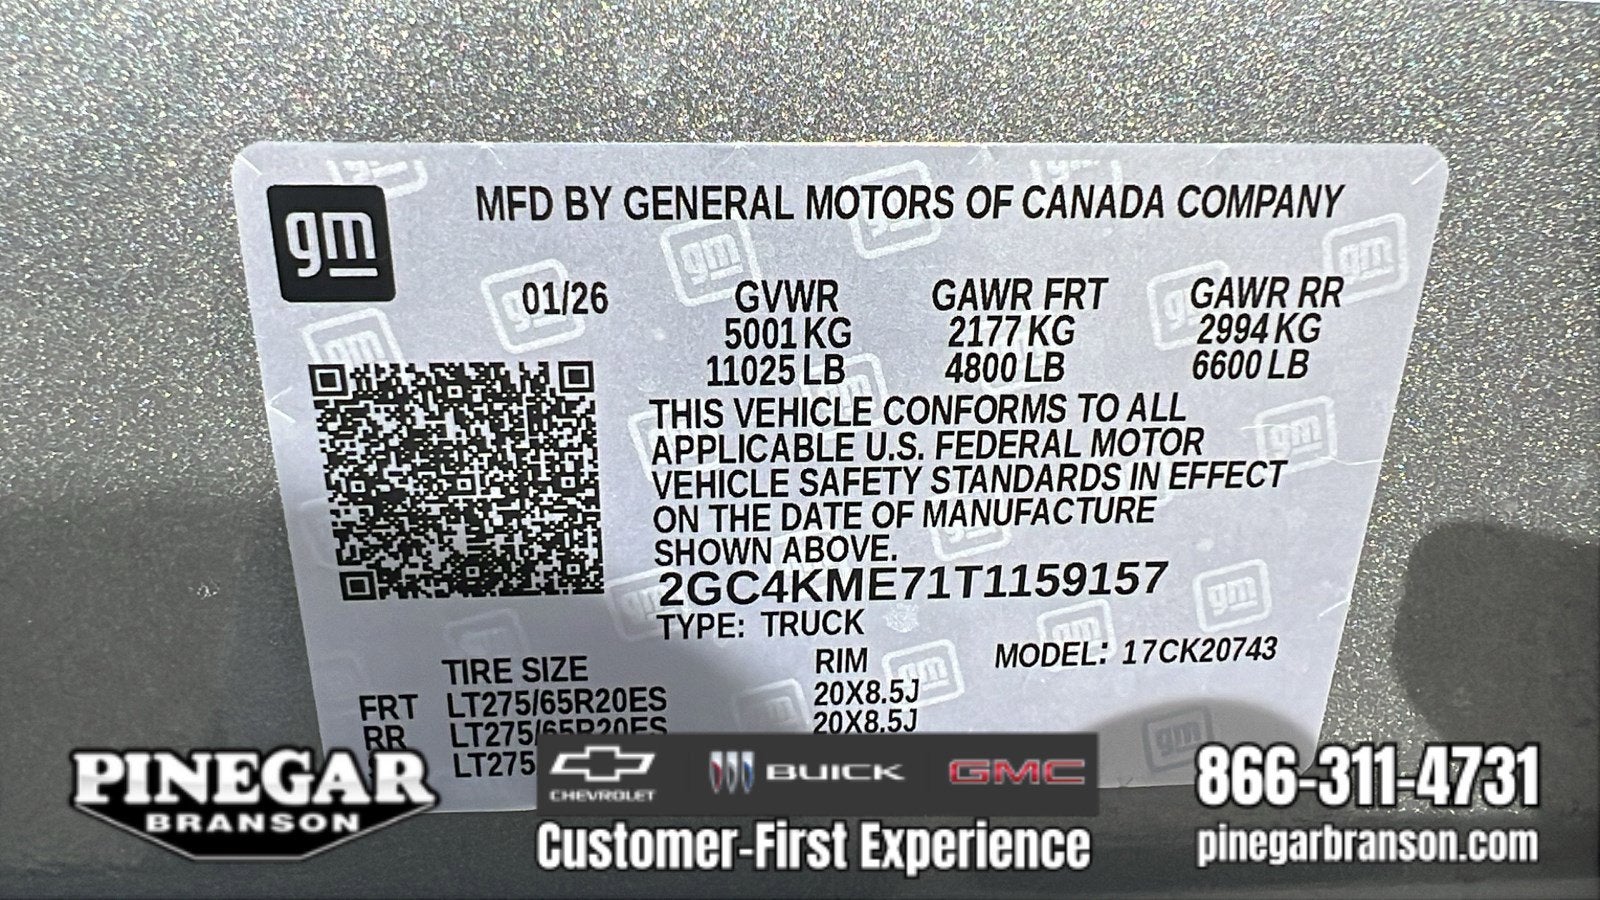 gm
MFD BY GENERAL MOTORS OF CANADA COMPANY
01/26 GVWR GAWR FRT GAWR RR
5001 KG 2177 KG 2994 KG
11025 LB 4800 LB 6600 LB
THIS VEHICLE CONFORMS TO ALL
APPLICABLE U.S. FEDERAL MOTOR
VEHICLE SAFETY STANDARDS IN EFFECT
ON THE DATE OF MANUFACTURE
SHOWN ABOVE.
2GC4KME71T1159157
TYPE: TRUCK
TIRE SIZE RIM MODEL: 17CK20743
FRT LT275/65R20ES 20X8.5J
RR LT275/65R20ES 20X8.5J
LT275
PINEGAR
BRANSON
CHEVROLET
BUICK
GMC
Customer-First Experience
866-311-4731
pinegarbranson.com